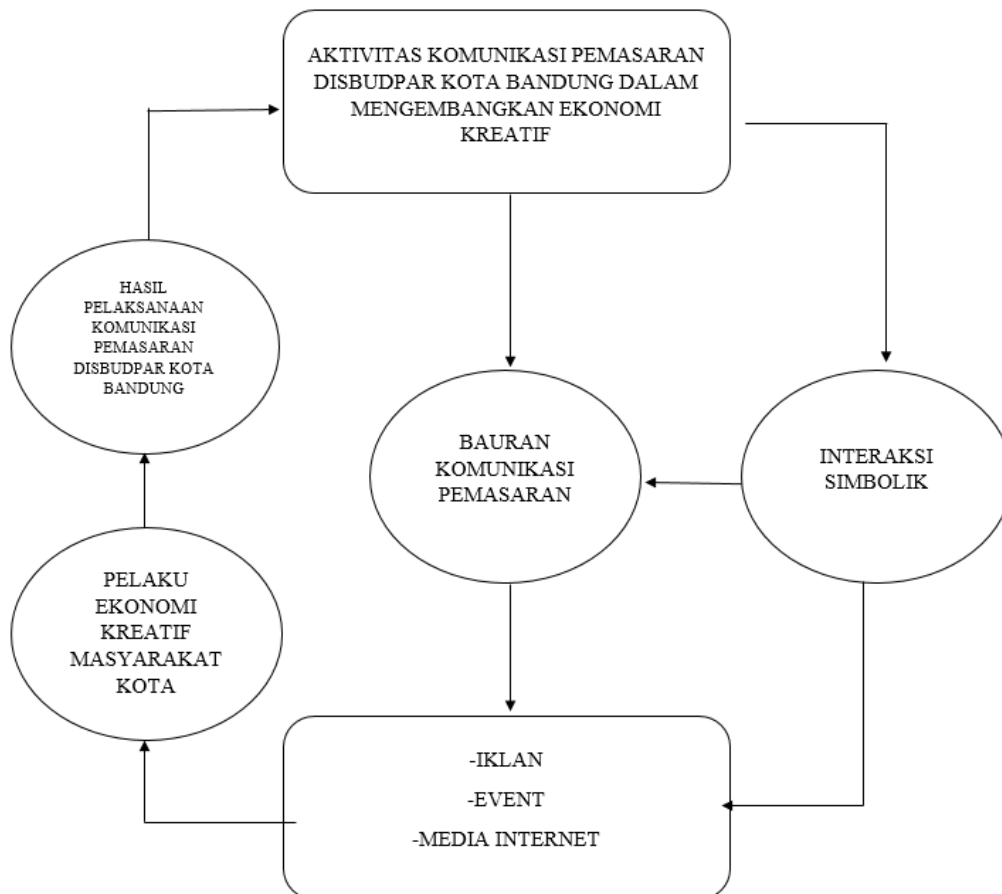 AKTIVITAS KOMUNIKASI PEMASARAN
DISBUDPAR KOTA BANDUNG DALAM
MENGEMBANGKAN EKONOMI
KREATIF
HASIL
PELAKSANAAN
KOMUNIKASI
PEMASARAN
DISBUDPAR KOTA
BANDUNG
BAURAN
KOMUNIKASI
PEMASARAN
INTERAKSI
SIMBOLIK
PELAKU
EKONOMI
KREATIF
MASYARAKAT
KOTA
-IKLAN
-EVENT
-MEDIA INTERNET